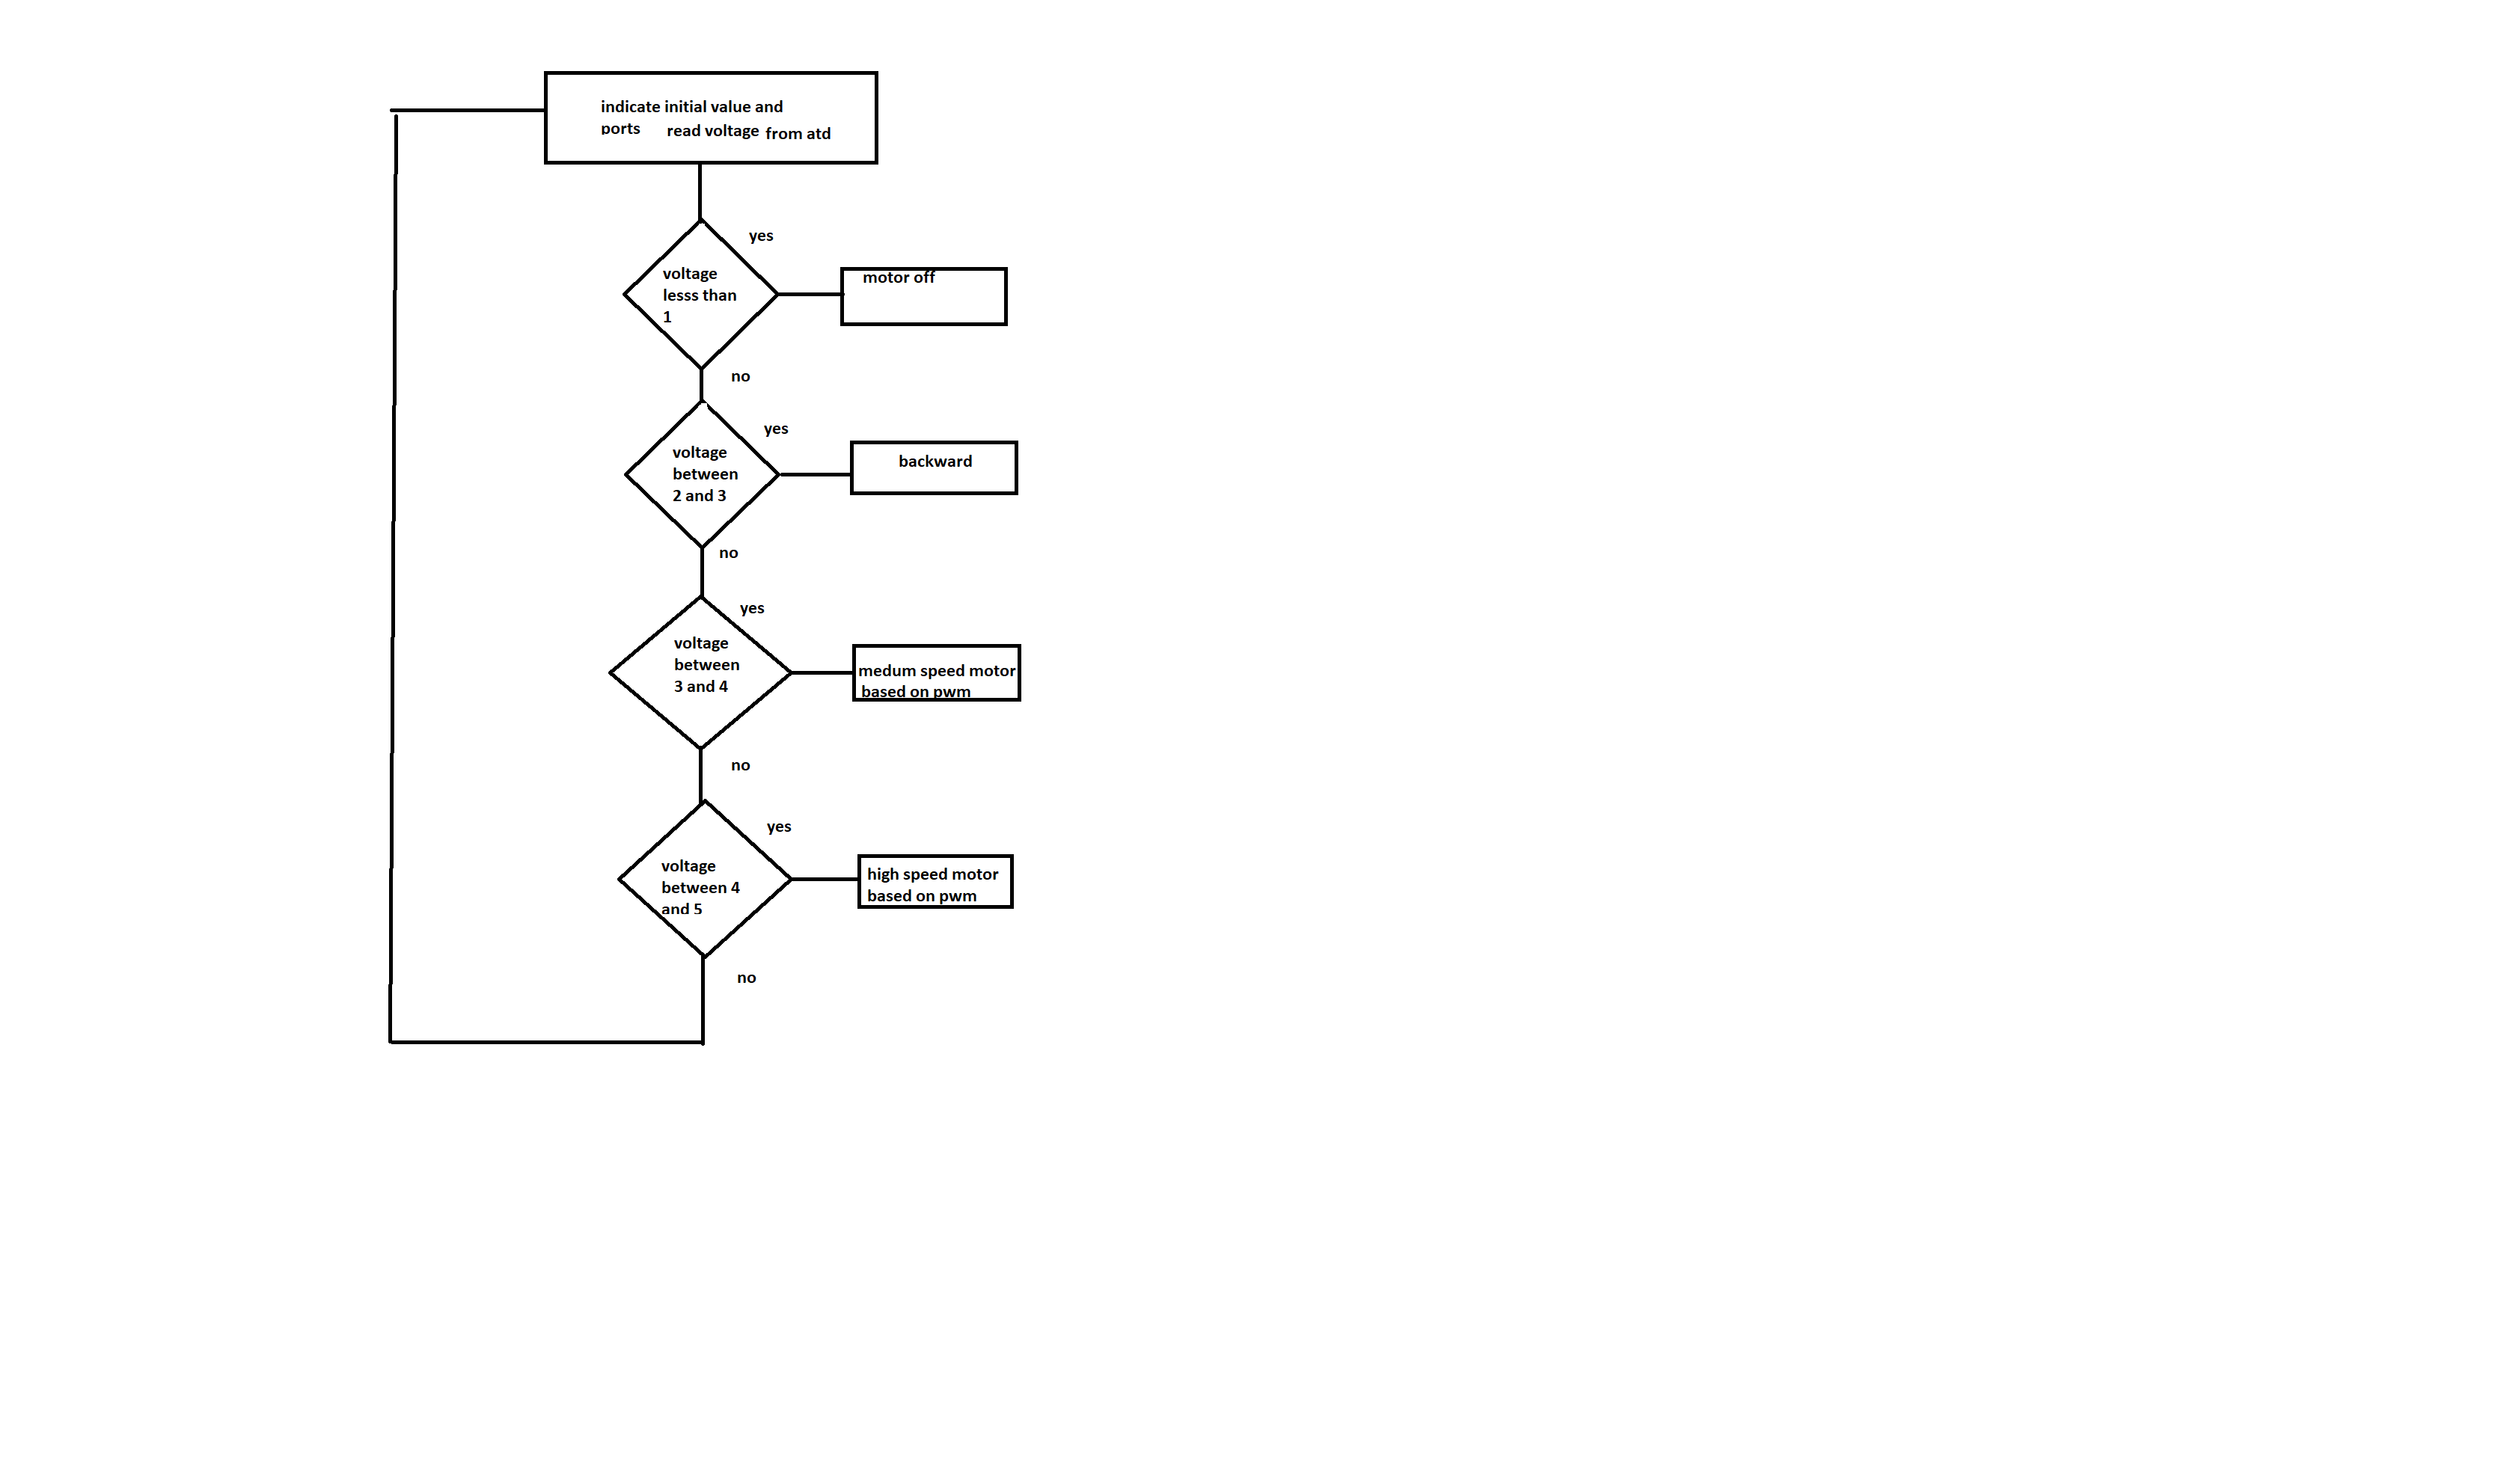 indicate initial value and
ports read voltage from atd
yes
voltage
lesss than
1
motor off
no
yes
voltage
between
2 and 3
backward
no
yes
voltage
between
3 and 4
medum speed motor
based on pwm
no
yes
voltage
between 4
and 5
high speed motor
based on pwm
no